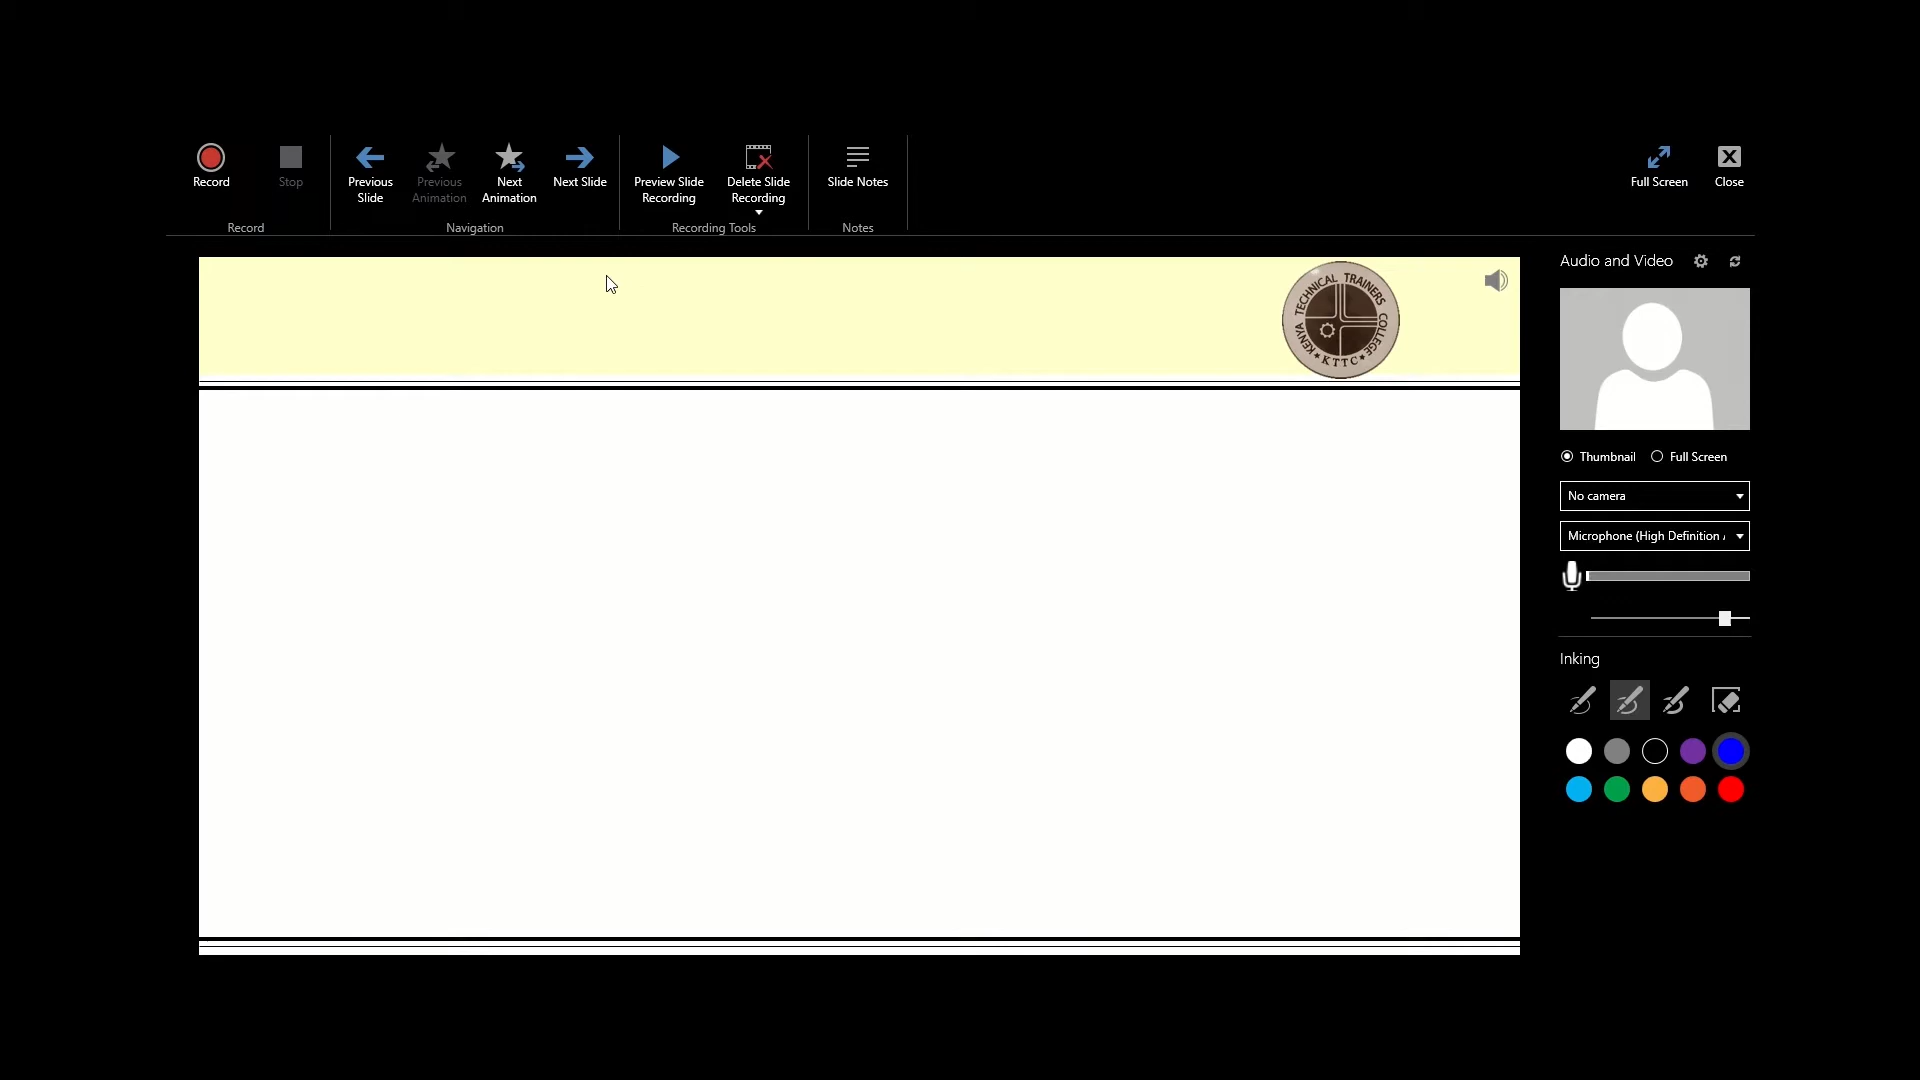 Record
Stop
Previous
Slide
Previous
Animation
Next
Animation
Next Slide
Preview Slide
Recording
Delete Slide
Recording
Slide Notes
Full Screen
Close
Record
Navigation
Recording Tools
Notes
KENYA TECHNICAL TRAINERS COLLEGE
KTTC
Audio and Video
Thumbnail
Full Screen
No camera
Microphone (High Definition
Inking